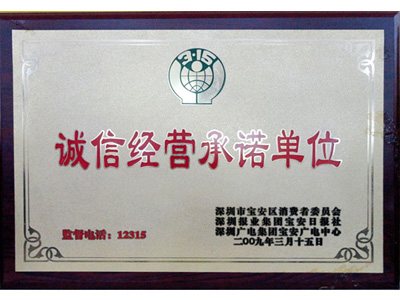 3·15
诚信经营承诺单位
深圳市宝安区消费者委员会
深圳报业集团宝安日报社
深圳广电集团宝安广电中心
二00九年三月十五日
监督电话：12315